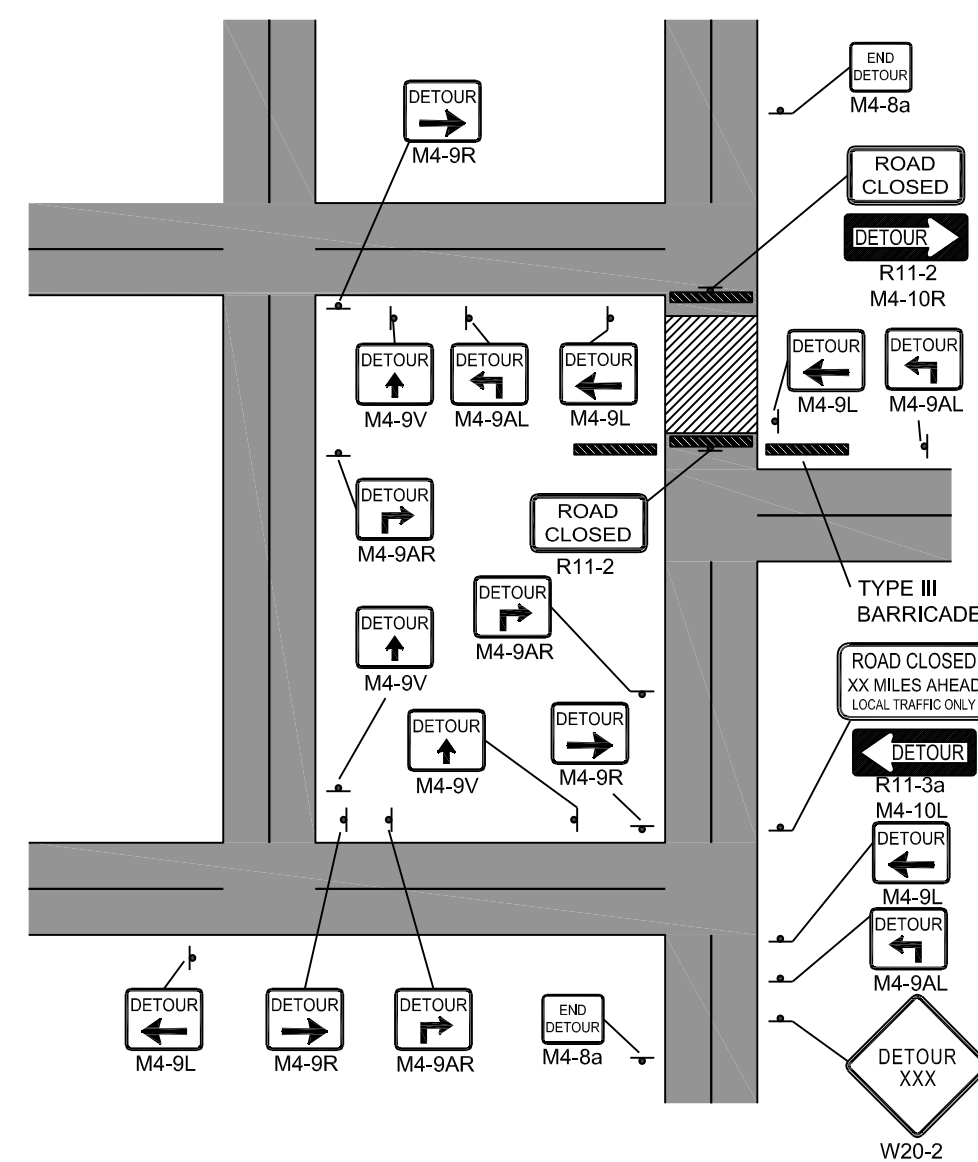 END
DETOUR
M4-8a
DETOUR
M4-9R
ROAD
CLOSED
DETOUR
R11-2
M4-10R
DETOUR
M4-9V
DETOUR
M4-9AL
DETOUR
M4-9L
DETOUR
M4-9L
DETOUR
M4-9AL
DETOUR
M4-9AR
ROAD
CLOSED
R11-2
TYPE III
BARRICADE
DETOUR
M4-9AR
DETOUR
M4-9V
ROAD CLOSED
XX MILES AHEAD
LOCAL TRAFFIC ONLY
DETOUR
R11-3a
M4-10L
DETOUR
M4-9V
DETOUR
M4-9R
DETOUR
M4-9L
DETOUR
M4-9AL
DETOUR
M4-9L
DETOUR
M4-9R
DETOUR
M4-9AR
END
DETOUR
M4-8a
DETOUR
XXX
W20-2